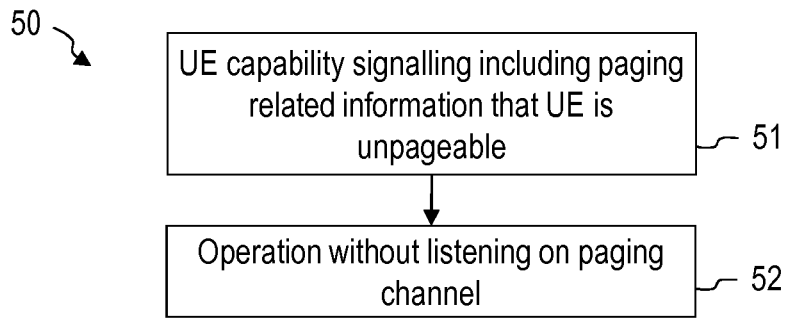 50
UE capability signalling including paging
related information that UE is
unpageable
51
Operation without listening on paging
channel
52